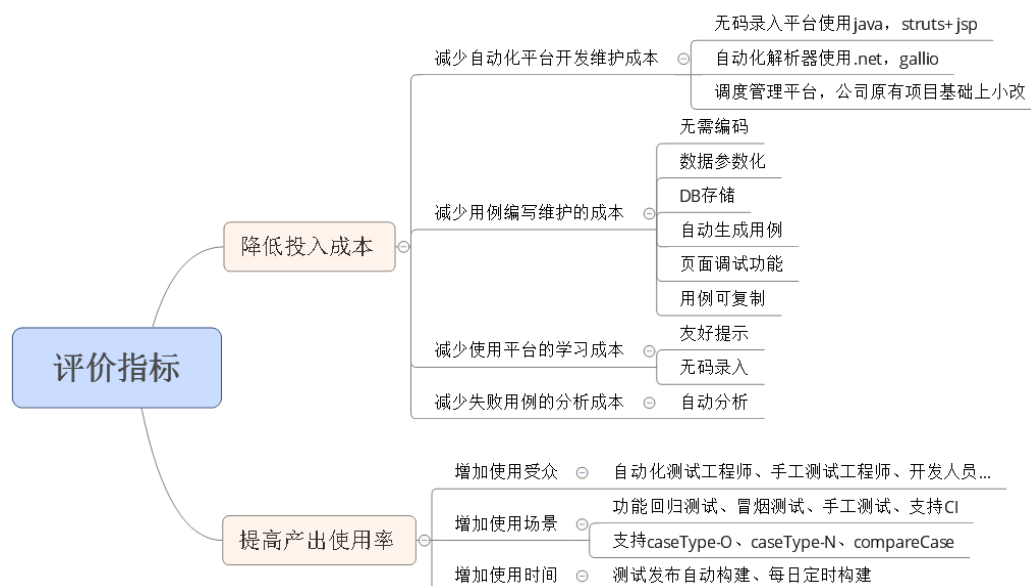 无码录入平台使用java，struts+jsp
减少自动化平台开发维护成本
自动化解析器使用.net，gallio
调度管理平台，公司原有项目基础上小改
无需编码
数据参数化
DB存储
减少用例编写维护的成本
自动生成用例
降低投入成本
页面调试功能
用例可复制
友好提示
减少使用平台的学习成本
评价指标
无码录入
减少失败用例的分析成本
自动分析
增加使用受众
自动化测试工程师、手工测试工程师、开发人员...
功能回归测试、冒烟测试、手工测试、支持CI
增加使用场景
提高产出使用率
支持caseType-O、caseType-N、compareCase
增加使用时间
测试发布自动构建、每日定时构建